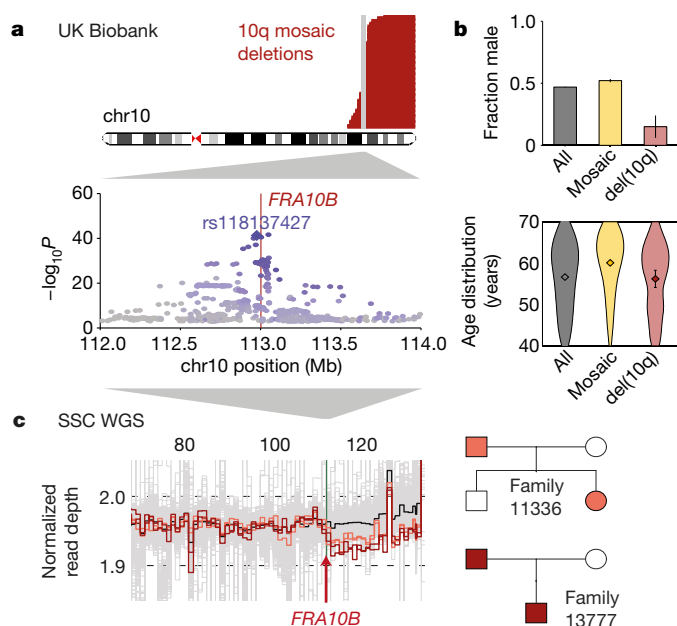 a UK Biobank
10q mosaic
deletions
chr10
60
40
20
0
−log10P
FRA10B
rs118137427
112.0 112.5 113.0 113.5 114.0
chr10 position (Mb)
b
1.0
0.5
0
Fraction male
All Mosaic del(10q)
70
60
50
40
Age distribution
(years)
All Mosaic del(10q)
c SSC WGS
80 100 120
2.0
1.9
Normalized
read depth
FRA10B
Family
11336
Family
13777